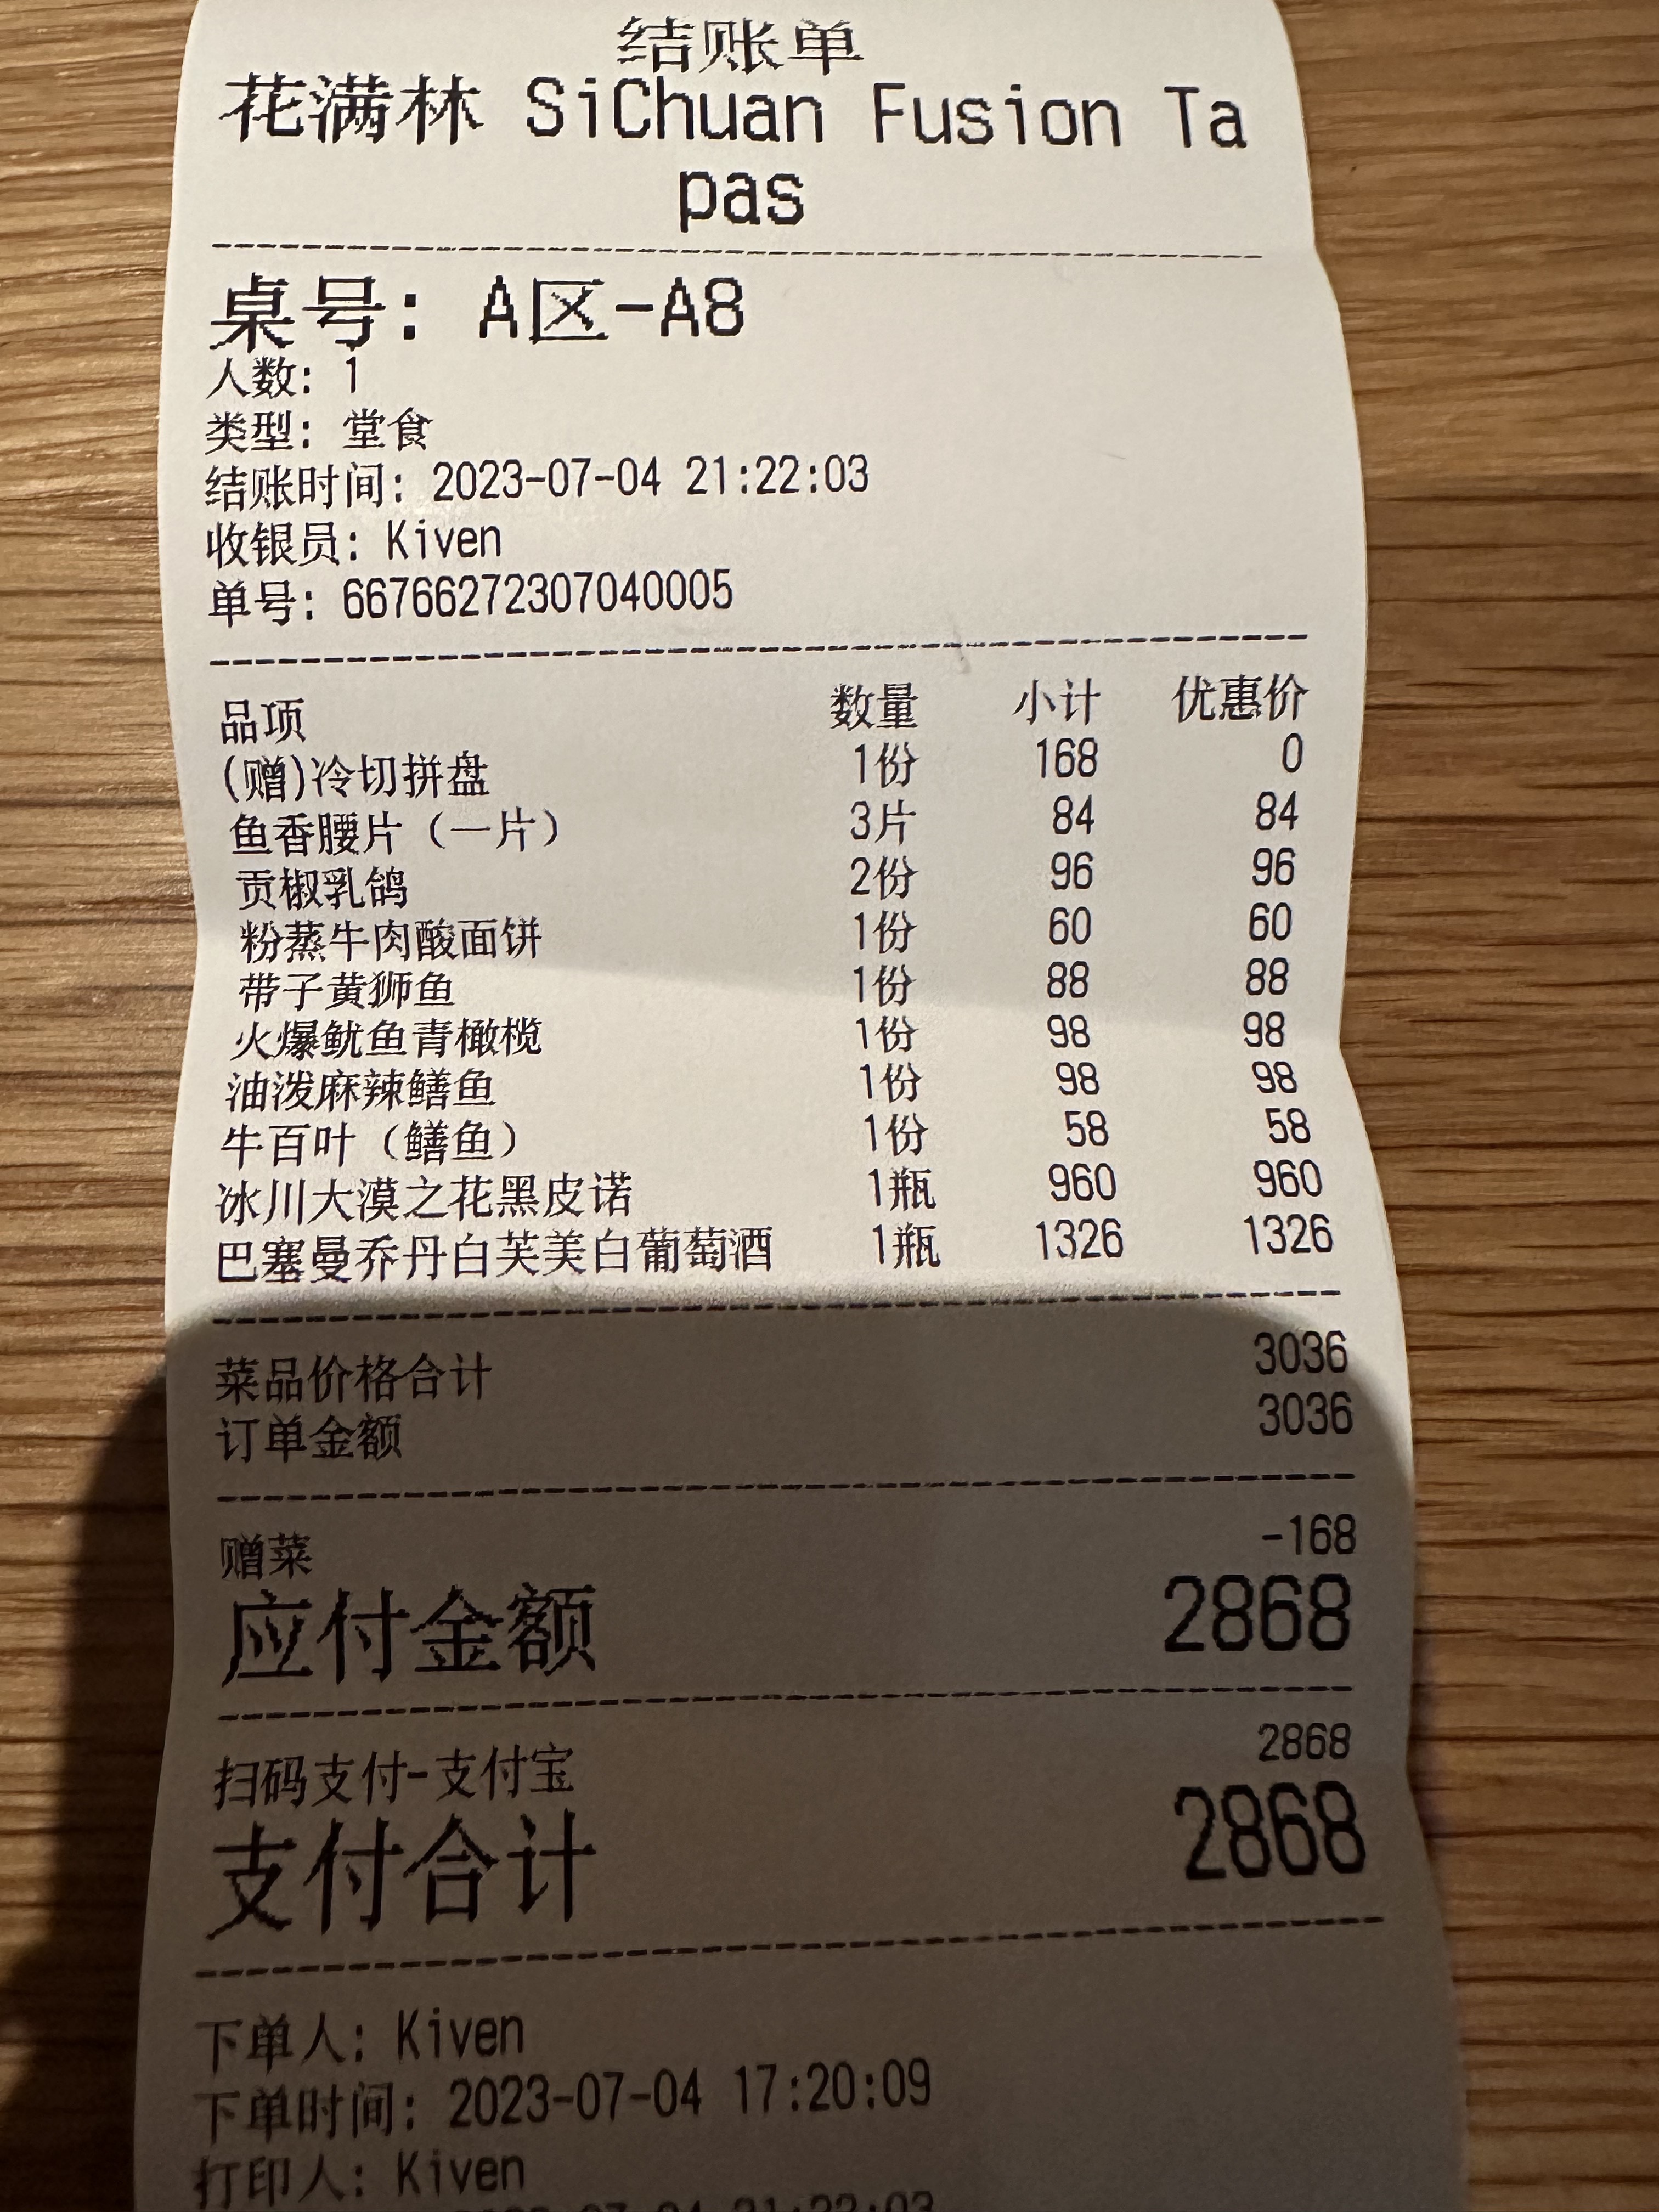 结账单
花满林 SiChuan Fusion Ta
pas
桌号: A区-A8
人数: 1
类型: 堂食
结账时间: 2023-07-04 21:22:03
收银员: Kiven
单号: 66766272307040005
品项 数量 小计 优惠价
(赠)冷切拼盘 1份 168 0
鱼香腰片（一片） 3片 84 84
贡椒乳鸽 2份 96 96
粉蒸牛肉酸面饼 1份 60 60
带子黄狮鱼 1份 88 88
火爆鱿鱼青橄榄 1份 98 98
油泼麻辣鳝鱼 1份 98 98
牛百叶（鳝鱼） 1份 58 58
冰川大漠之花黑皮诺 1瓶 960 960
巴塞曼乔丹白芙美白葡萄酒 1瓶 1326 1326
菜品价格合计 3036
订单金额 3036
赠菜 -168
应付金额 2868
扫码支付-支付宝 2868
支付合计 2868
下单人: Kiven
下单时间: 2023-07-04 17:20:09
打印人: Kiven